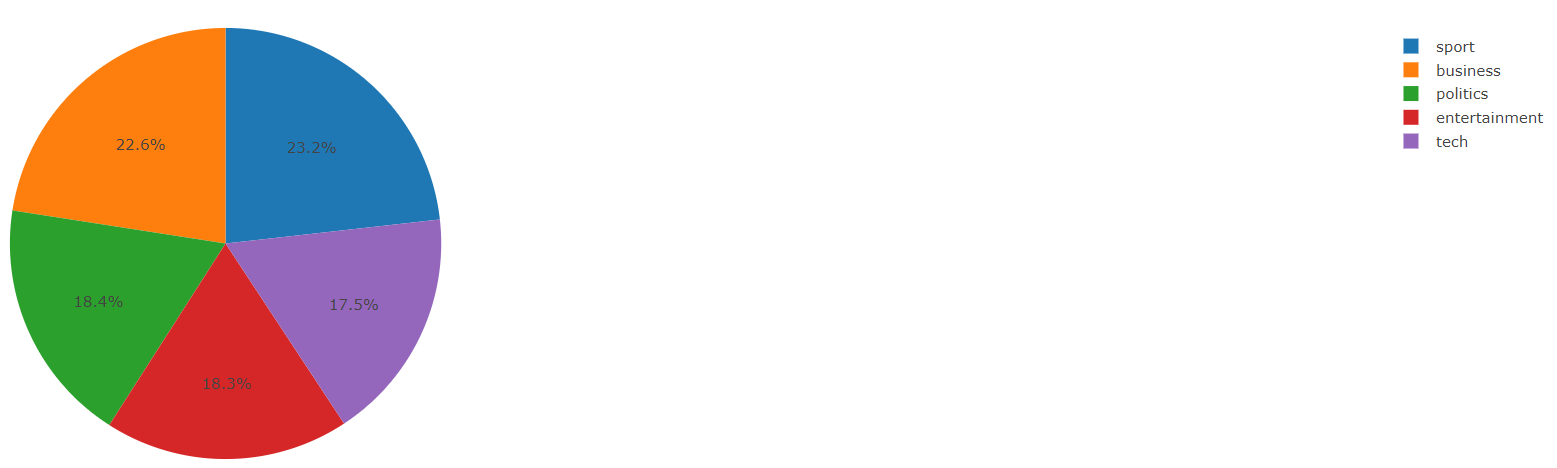 22.6%
23.2%
18.4%
17.5%
18.3%
sport
business
politics
entertainment
tech